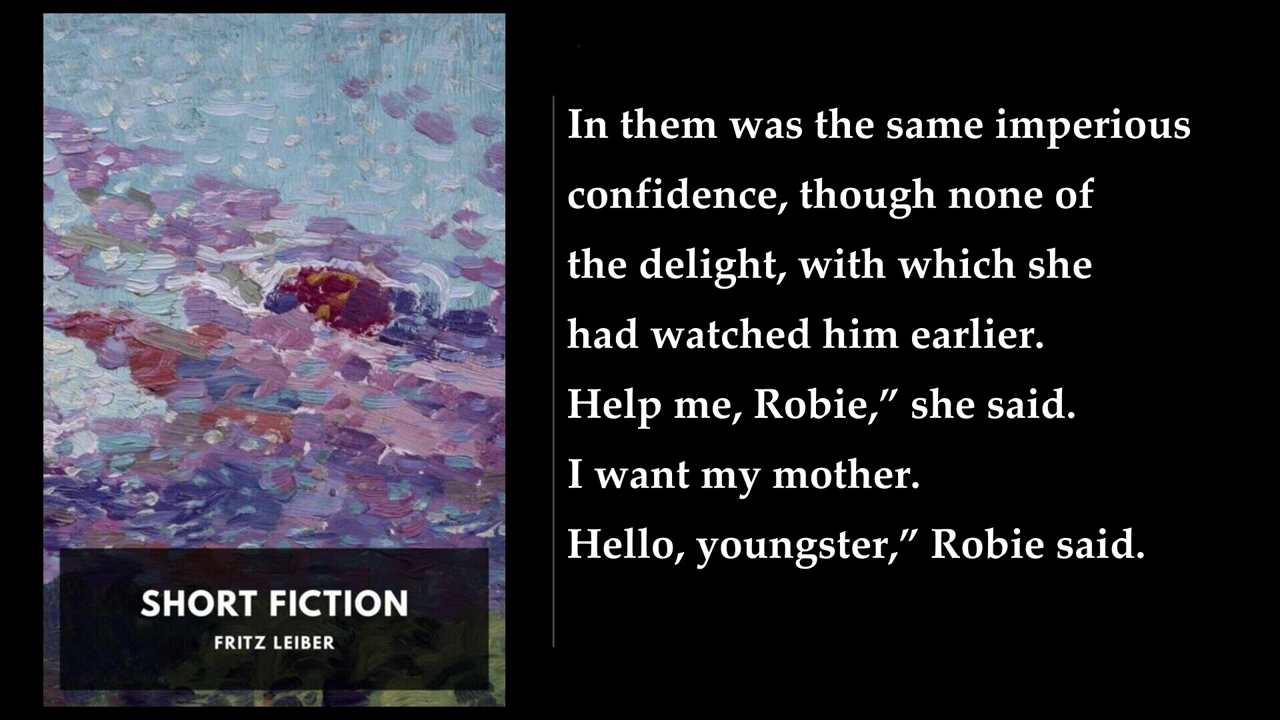 SHORT FICTION
FRITZ LEIBER
In them was the same imperious
confidence, though none of
the delight, with which she
had watched him earlier.
Help me, Robie,” she said.
I want my mother.
Hello, youngster,” Robie said.